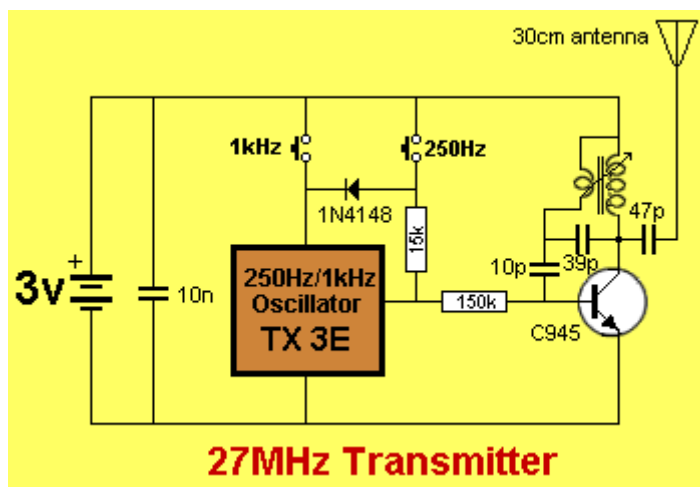 30cm antenna
1kHz
250Hz
1N4148
15k
47p
39p
10p
3v
+
10n
250Hz/1kHz
Oscillator
TX 3E
150k
C945
27MHz Transmitter